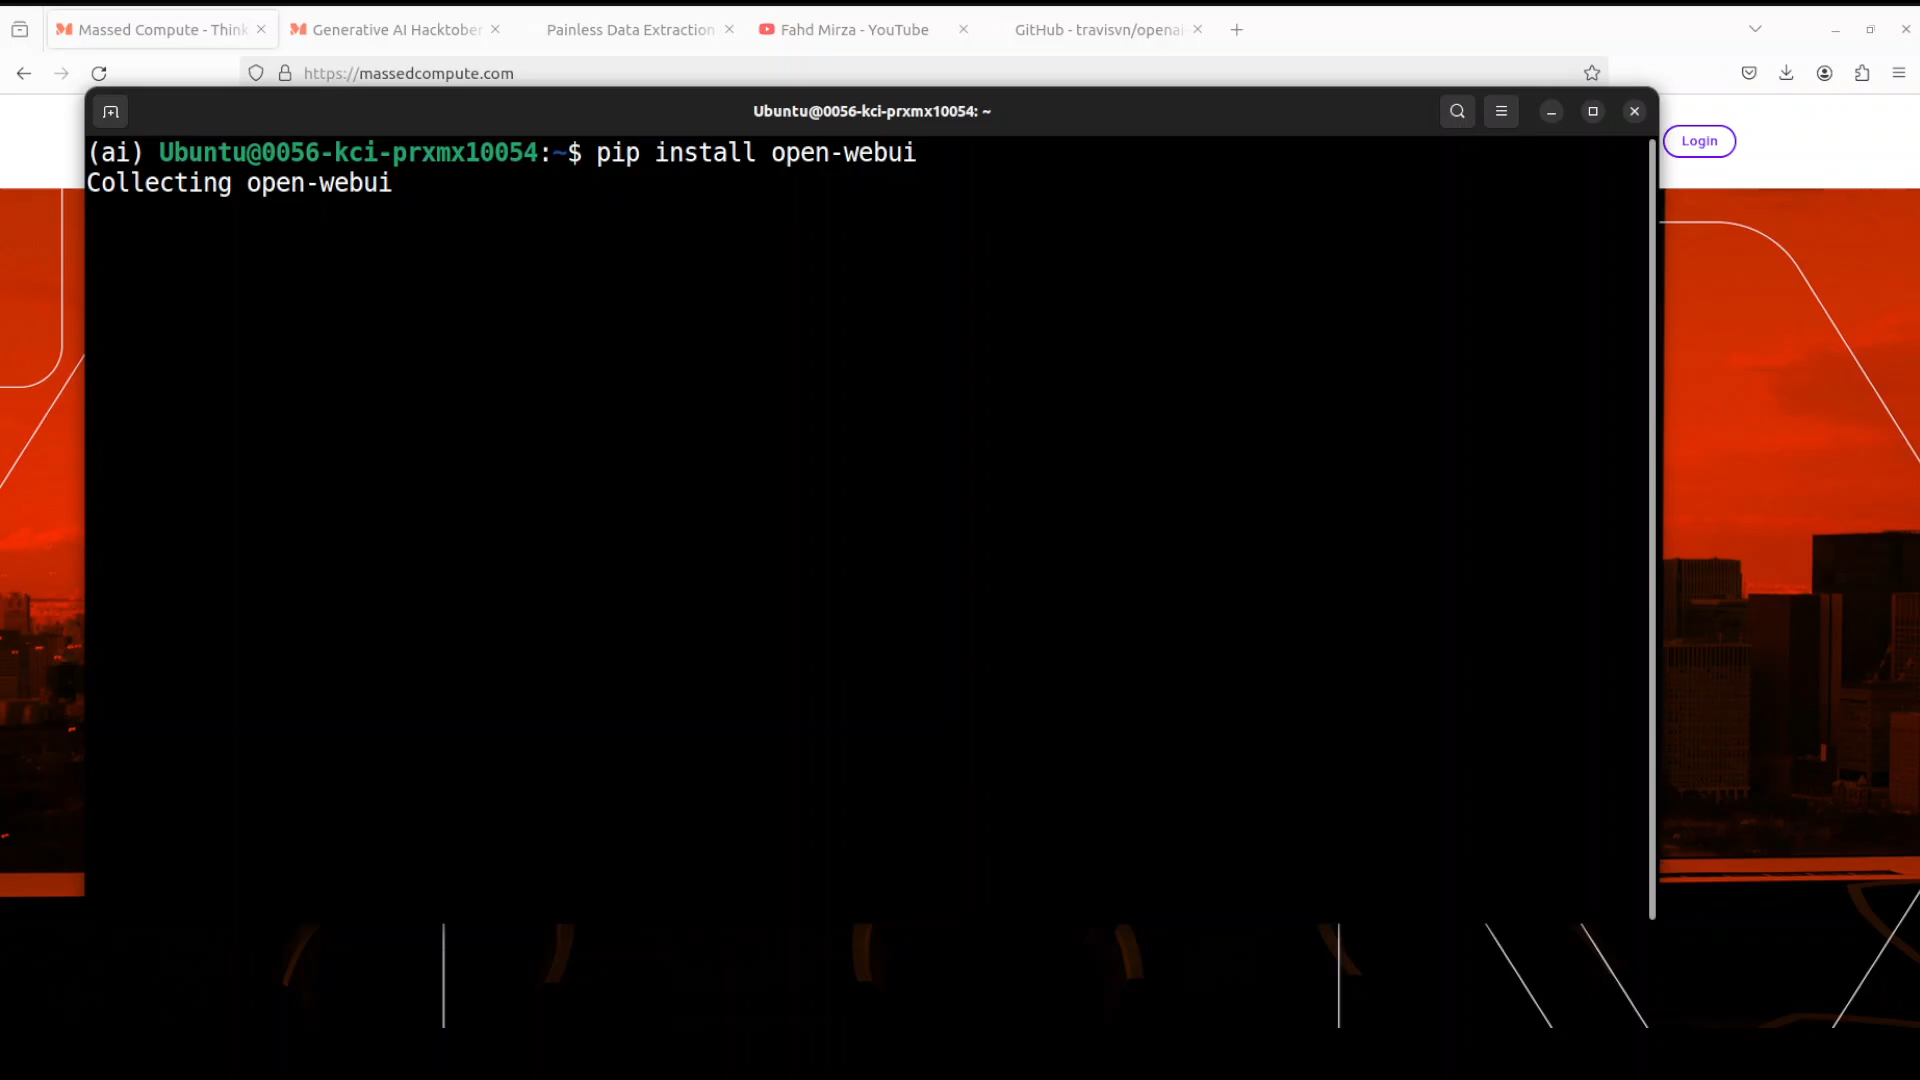 Massed Compute - Think
Generative AI Hacktober
Painless Data Extraction
Fahd Mirza - YouTube
GitHub - travisvn/openai
https://massedcompute.com
Ubuntu@0056-kci-prxmx10054: ~
Login
(ai) Ubuntu@0056-kci-prxmx10054:~$ pip install open-webui
Collecting open-webui